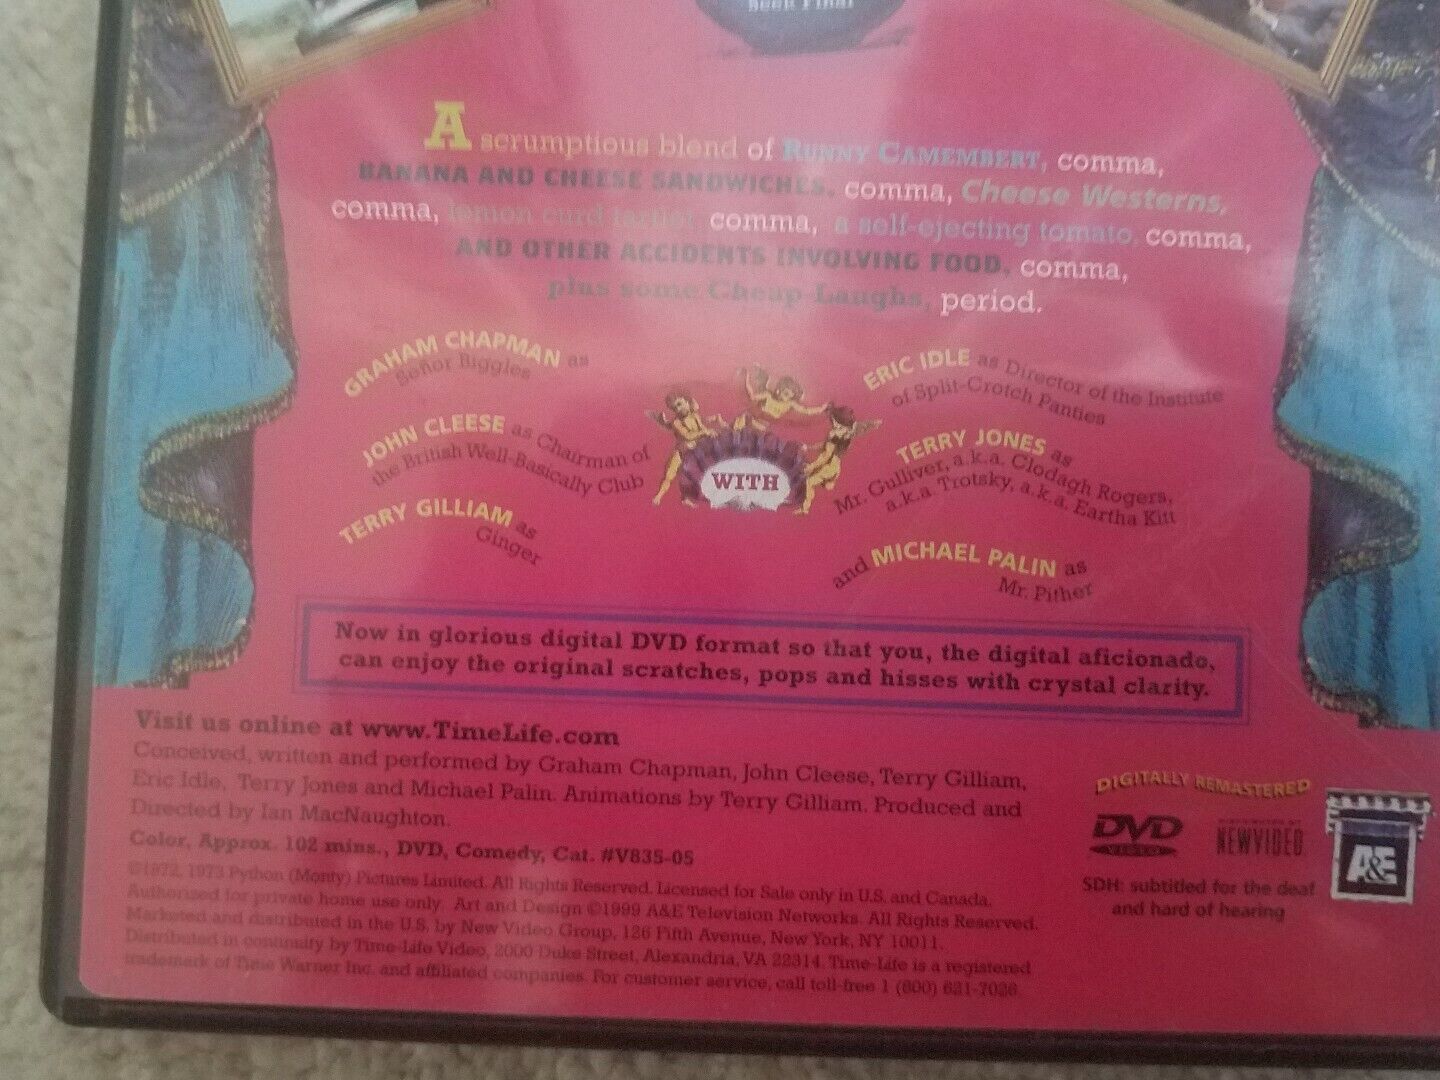 Seek Final
A scrumptious blend of RUNNY CAMEMBERT, comma,
BANANA AND CHEESE SANDWICHES, comma, Cheese Westerns,
comma, lemon curd tartlet, comma, a self-ejecting tomato, comma,
AND OTHER ACCIDENTS INVOLVING FOOD, comma,
plus some Cheap Laughs, period.
GRAHAM CHAPMAN as
Señor Biggles
JOHN CLEESE as Chairman of
the British Well-Basically Club
TERRY GILLIAM as
Ginger
WITH
ERIC IDLE as Director of the Institute
of Split-Crotch Panties
TERRY JONES as
Mr. Gulliver, a.k.a. Clodagh Rogers,
a.k.a. Trotsky, a.k.a. Eartha Kitt
and MICHAEL PALIN as
Mr. Pither
Now in glorious digital DVD format so that you, the digital aficionado,
can enjoy the original scratches, pops and hisses with crystal clarity.
Visit us online at www.TimeLife.com
Conceived, written and performed by Graham Chapman, John Cleese, Terry Gilliam,
Eric Idle, Terry Jones and Michael Palin. Animations by Terry Gilliam. Produced and
Directed by Ian MacNaughton.
Color, Approx. 102 mins., DVD, Comedy, Cat. #V835-05
©1972, 1973 Python (Monty) Pictures Limited. All Rights Reserved. Licensed for Sale only in U.S. and Canada.
Authorized for private home use only. Art and Design ©1999 A&E Television Networks. All Rights Reserved.
Marketed and distributed in the U.S. by New Video Group, 126 Fifth Avenue, New York, NY 10011.
Distributed in continuity by Time-Life Video, 2000 Duke Street, Alexandria, VA 22314. Time-Life is a registered
trademark of Time Warner Inc. and affiliated companies. For customer service, call toll-free 1 (800) 621-7026
DIGITALLY REMASTERED
DVD
VIDEO
NEWVIDEO
A&E
SDH: subtitled for the deaf
and hard of hearing